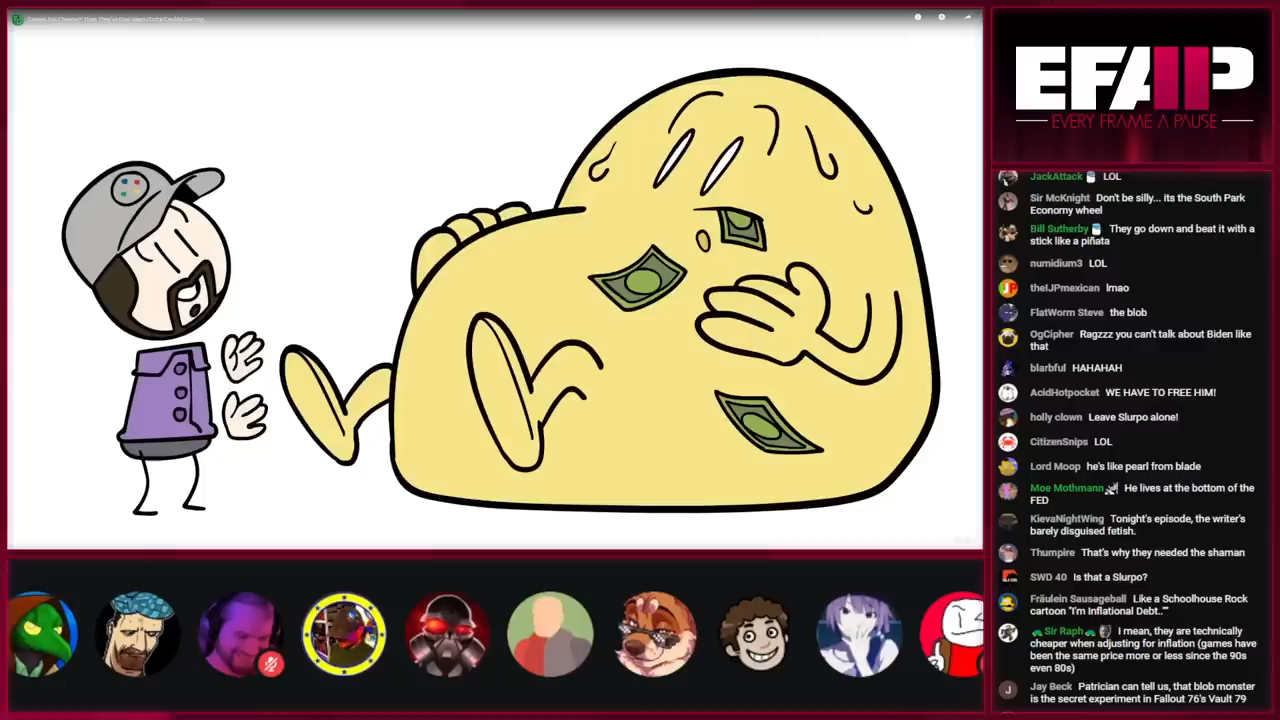 EFAP
EVERY FRAME A PAUSE
JackAttack LOL
Sir McKnight Don't be silly... its the South Park
Economy wheel
Bill Sutherby They go down and beat it with a
stick like a piñata
numidium3 LOL
theIJPmexican lmao
FlatWorm Steve the blob
OgCipher Ragzzz you can't talk about Biden like
that
blarbful HAHAHAH
AcidHotpocket WE HAVE TO FREE HIM!
holly clown Leave Slurpo alone!
CitizenSnips LOL
Lord Moop he's like pearl from blade
Moe Mothmann He lives at the bottom of the
FED
KievaNightWing Tonight's episode, the writer's
barely disguised fetish.
Thumpire That's why they needed the shaman
SWD 40 Is that a Slurpo?
Fräulein Sausageball Like a Schoolhouse Rock
cartoon "I'm Inflational Debt.."
Sir Raph I mean, they are technically
cheaper when adjusting for inflation (games have
been the same price more or less since the 90s
even 80s)
J
Jay Beck Patrician can tell us, that blob monster
is the secret experiment in Fallout 76's Vault 79